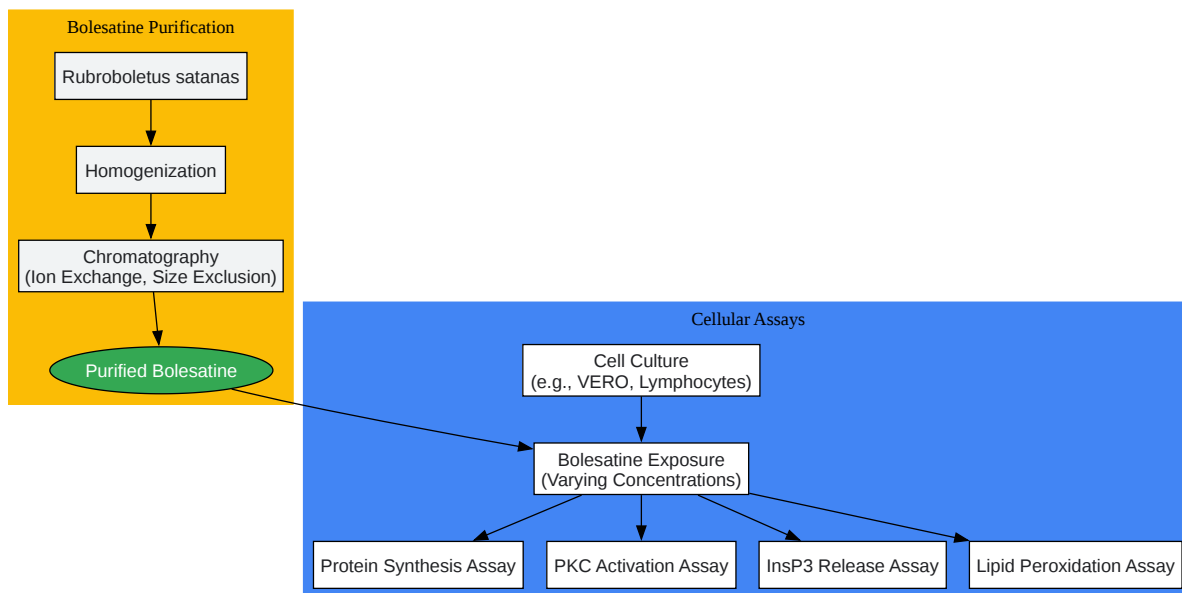 Bolesatine Purification
Rubroboletus satanas
Homogenization
Chromatography
(Ion Exchange, Size Exclusion)
Purified Bolesatine
Cellular Assays
Cell Culture
(e.g., VERO, Lymphocytes)
Bolesatine Exposure
(Varying Concentrations)
Protein Synthesis Assay
PKC Activation Assay
InsP3 Release Assay
Lipid Peroxidation Assay